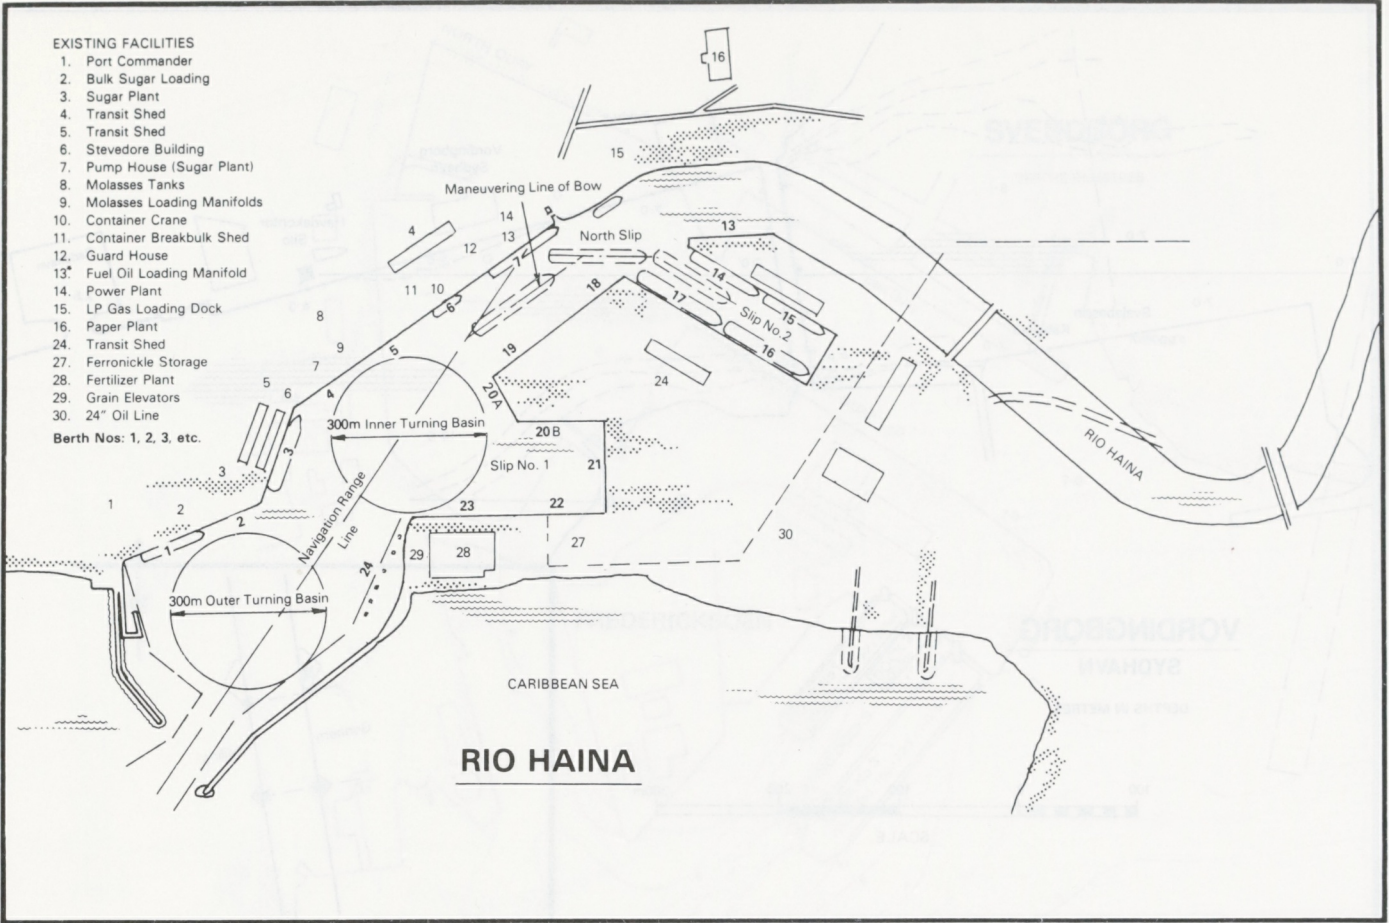 EXISTING FACILITIES
1. Port Commander
2. Bulk Sugar Loading
3. Sugar Plant
4. Transit Shed
5. Transit Shed
6. Stevedore Building
7. Pump House (Sugar Plant)
8. Molasses Tanks
9. Molasses Loading Manifolds
10. Container Crane
11. Container Breakbulk Shed
12. Guard House
13. Fuel Oil Loading Manifold
14. Power Plant
15. LP Gas Loading Dock
16. Paper Plant
24. Transit Shed
27. Ferronickle Storage
28. Fertilizer Plant
29. Grain Elevators
30. 24" Oil Line
Berth Nos: 1, 2, 3, etc.
16
15
Maneuvering Line of Bow
14
8
4
13
12
7
North Slip
13
11
10
6
18
14
17
15
Slip No. 2
16
8
9
5
19
7
24
5
6
4
20A
300m Inner Turning Basin
20B
3
3
Slip No. 1
21
RIO HAINA
1
2
2
23
22
Navigation Range
Line
1
24
29
28
27
30
300m Outer Turning Basin
CARIBBEAN SEA
RIO HAINA